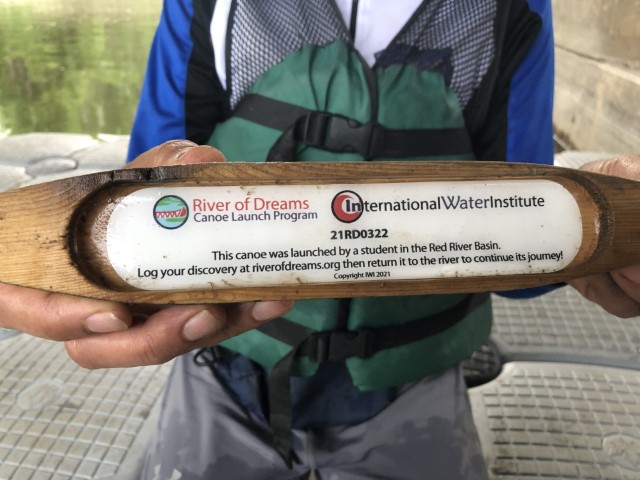 River of Dreams
Canoe Launch Program
InternationalWaterInstitute
21RD0322
This canoe was launched by a student in the Red River Basin.
Log your discovery at riverofdreams.org then return it to the river to continue its journey!
Copyright IWI 2021